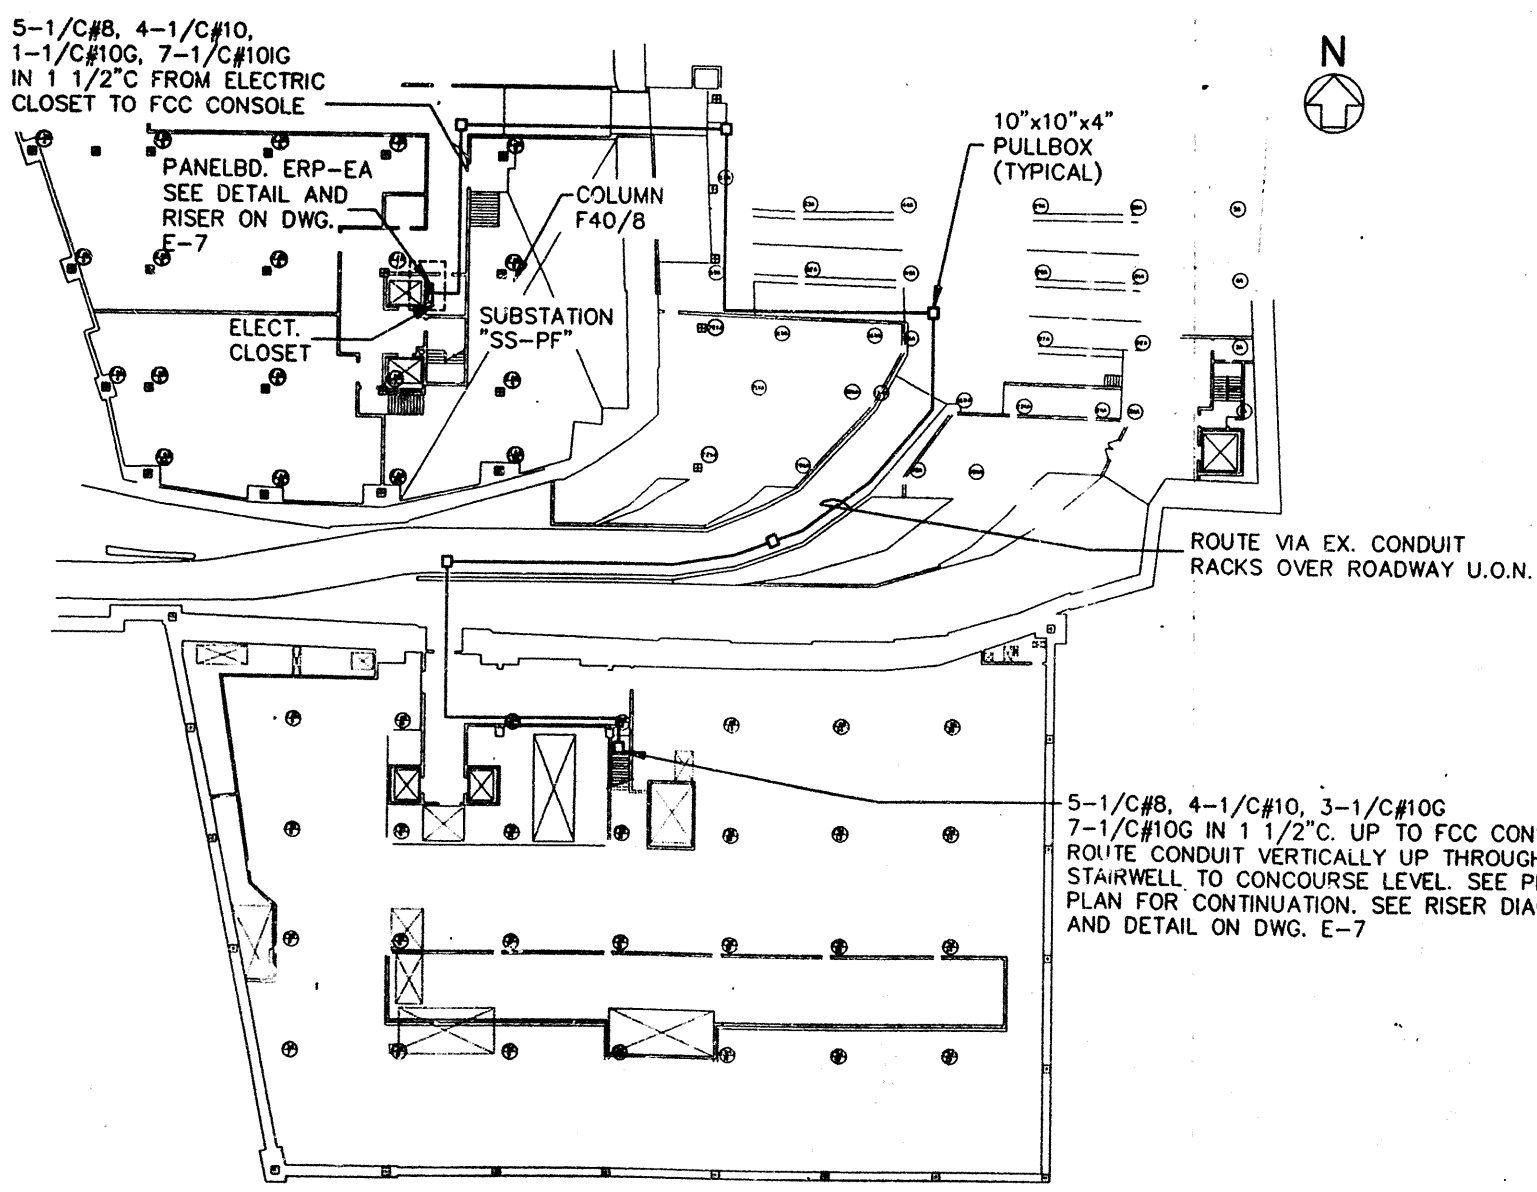 5-1/C#8, 4-1/C#10,
1-1/C#10G, 7-1/C#10IG
IN 1 1/2"C FROM ELECTRIC
CLOSET TO FCC CONSOLE
N
10"x10"x4"
PULLBOX
(TYPICAL)
PANELBD. ERP-EA
SEE DETAIL AND
RISER ON DWG.
E-7
COLUMN
F40/8
SUBSTATION
"SS-PF"
ELECT.
CLOSET
ROUTE VIA EX. CONDUIT
RACKS OVER ROADWAY U.O.N.
5-1/C#8, 4-1/C#10, 3-1/C#10G
7-1/C#10G IN 1 1/2"C. UP TO FCC CON
ROUTE CONDUIT VERTICALLY UP THROUGH
STAIRWELL TO CONCOURSE LEVEL. SEE P
PLAN FOR CONTINUATION. SEE RISER DIA
AND DETAIL ON DWG. E-7